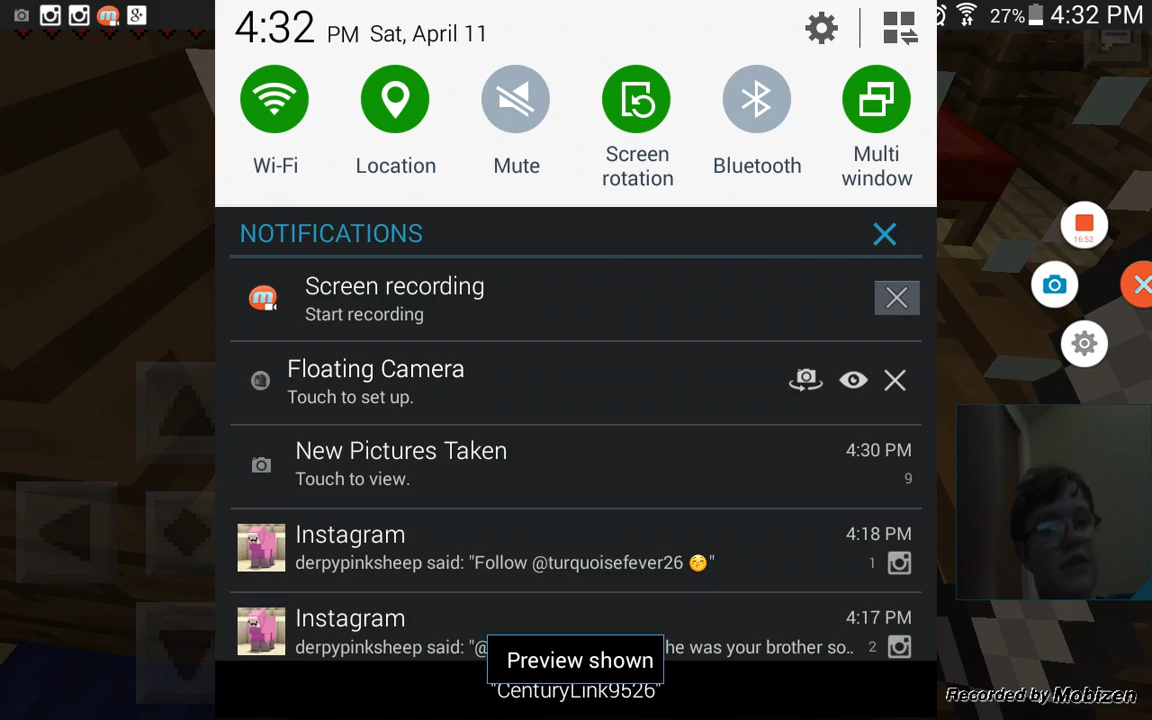 4:32 PM Sat, April 11
27% 4:32 PM
Wi-Fi
Location
Mute
Screen
rotation
Bluetooth
Multi
window
NOTIFICATIONS
16:52
Screen recording
Start recording
Floating Camera
Touch to set up.
New Pictures Taken 4:30 PM
Touch to view. 9
Instagram 4:18 PM
derpypinksheep said: "Follow @turquoisefever26 🤭" 1
Instagram 4:17 PM
derpypinksheep said: "@ he was your brother so.. 2
Preview shown
"CenturyLink9526"
Recorded by Mobizen